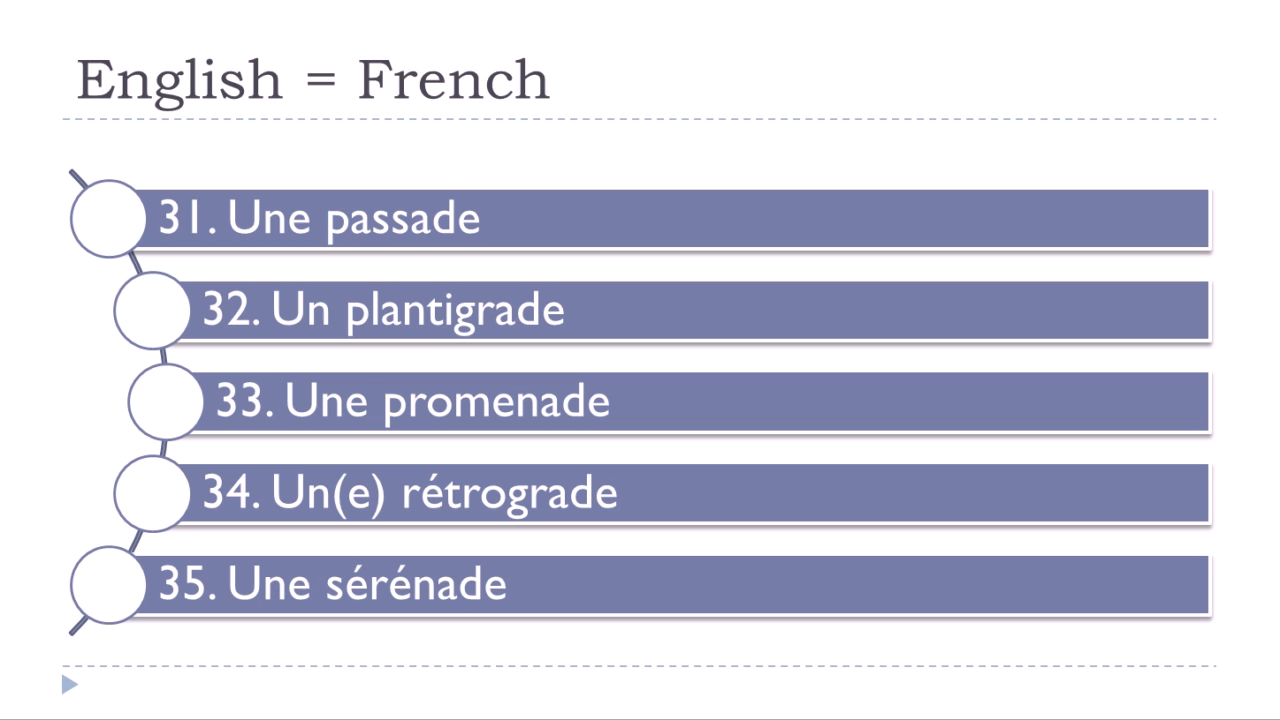 English = French
31. Une passade
32. Un plantigrade
33. Une promenade
34. Un(e) rétrograde
35. Une sérénade